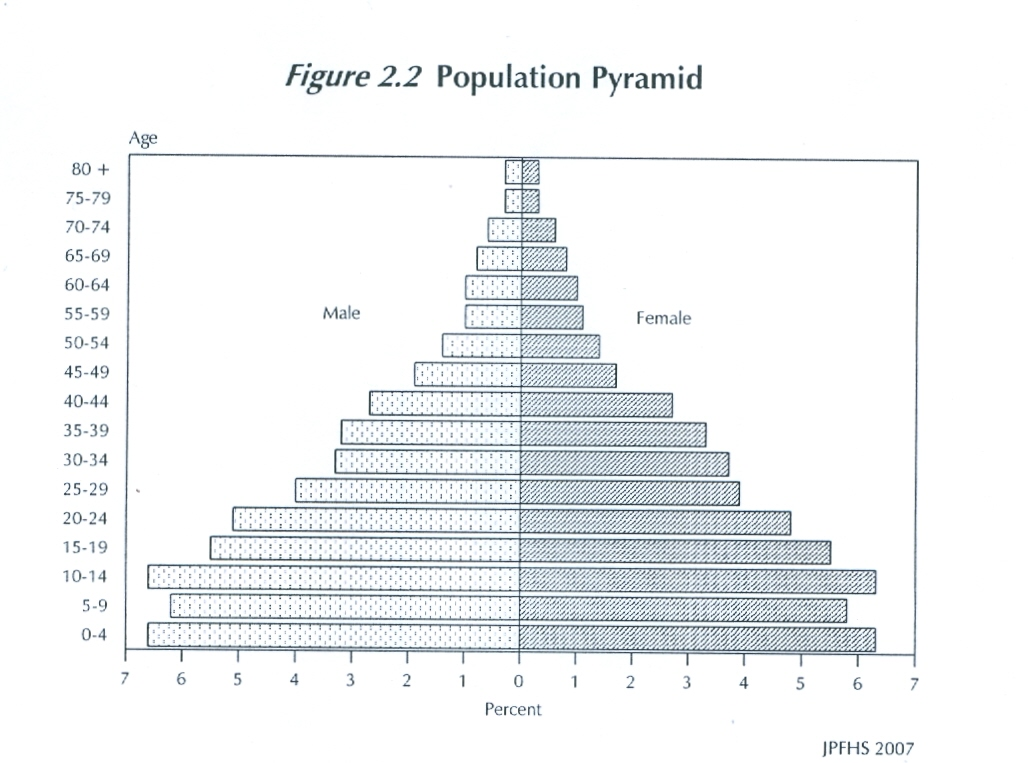 Figure 2.2 Population Pyramid
Age
80 +
75-79
70-74
65-69
60-64
55-59
50-54
45-49
40-44
35-39
30-34
25-29
20-24
15-19
10-14
5-9
0-4
Male
Female
7 6 5 4 3 2 1 0 1 2 3 4 5 6 7
Percent
JPFHS 2007